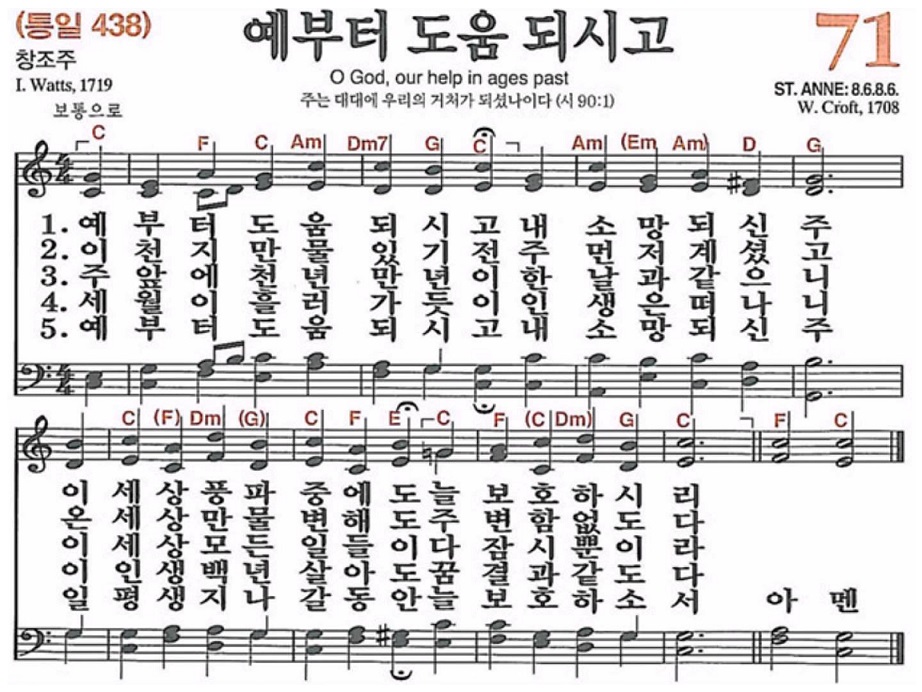 (통일 438)
예부터 도움 되시고
71
창조주
O God, our help in ages past
I. Watts, 1719
주는 대대에 우리의 거처가 되셨나이다 (시 90:1)
ST. ANNE: 8.6.8.6.
W. Croft, 1708
보통으로
C F C Am Dm7 G C Am (Em Am) D G
1. 예 부 터 도 움 되 시 고 내 소 망 되 신 주
2. 이 천 지 만 물 있 기 전 주 먼 저 계 셨 고
3. 주 앞 에 천 년 만 년 이 한 날 과 같 으 니
4. 세 월 이 흘 러 가 듯 이 인 생 은 떠 나 니
5. 예 부 터 도 움 되 시 고 내 소 망 되 신 주
C (F) Dm (G) C F E C F (C Dm) G C F C
이 세 상 풍 파 중 에 도 늘 보 호 하 시 리
온 세 상 만 물 변 해 도 주 변 함 없 도 다
이 세 상 모 든 일 들 이 다 잠 시 뿐 이 라
이 인 생 백 년 살 아 도 꿈 결 과 같 도 다
일 평 생 지 나 갈 동 안 늘 보 호 하 소 서 아 멘